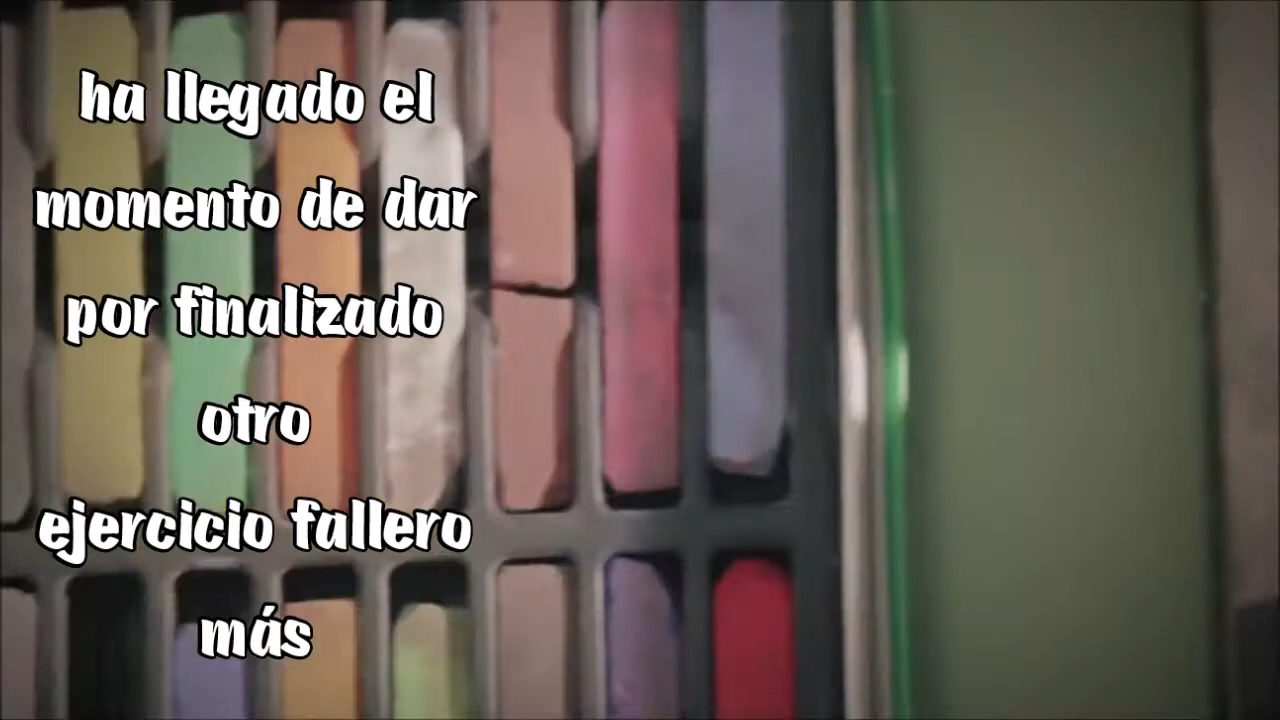 ha llegado el
momento de dar
por finalizado
otro
ejercicio fallero
más